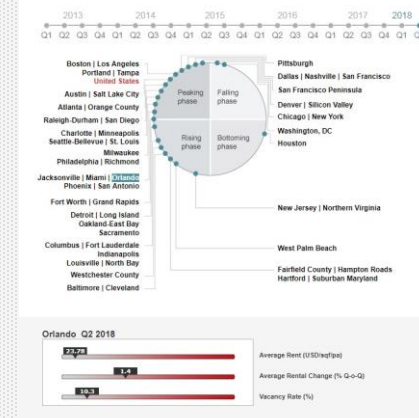 2013 2014 2015 2016 2017 2018
Q1 Q2 Q3 Q4 Q1 Q2 Q3 Q4 Q1 Q2 Q3 Q4 Q1 Q2 Q3 Q4 Q1 Q2 Q3 Q4 Q1 Q
Boston | Los Angeles
Portland | Tampa
United States
Austin | Salt Lake City
Atlanta | Orange County
Raleigh-Durham | San Diego
Charlotte | Minneapolis
Seattle-Bellevue | St. Louis
Milwaukee
Philadelphia | Richmond
Jacksonville | Miami | Orlando
Phoenix | San Antonio
Fort Worth | Grand Rapids
Detroit | Long Island
Oakland-East Bay
Sacramento
Columbus | Fort Lauderdale
Indianapolis
Louisville | North Bay
Westchester County
Baltimore | Cleveland
Peaking phase
Falling phase
Rising phase
Bottoming phase
Pittsburgh
Dallas | Nashville | San Francisco
San Francisco Peninsula
Denver | Silicon Valley
Chicago | New York
Washington, DC
Houston
New Jersey | Northern Virginia
West Palm Beach
Fairfield County | Hampton Roads
Hartford | Suburban Maryland
Orlando Q2 2018
23.78
Average Rent (USD/sqf/pa)
1.4
Average Rental Change (% Q-o-Q)
10.3
Vacancy Rate (%)